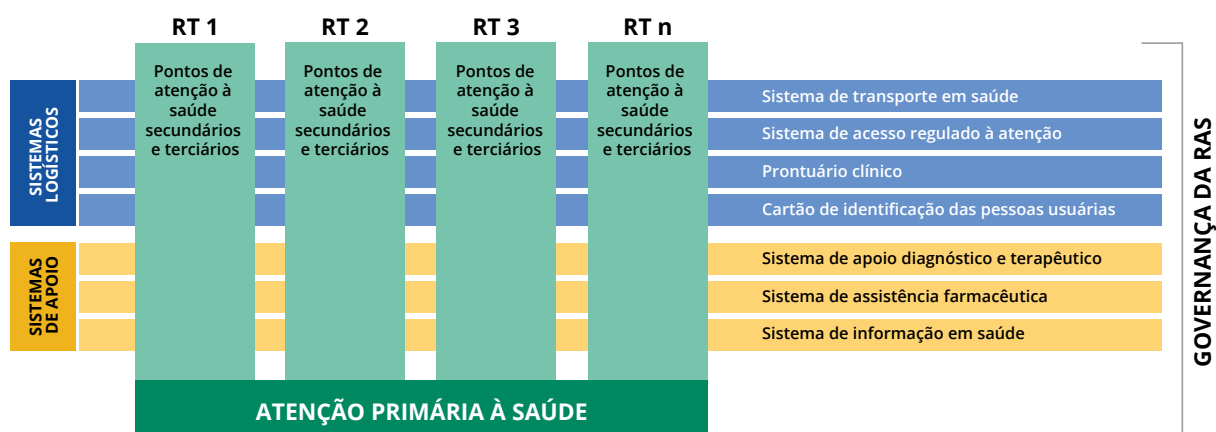 RT 1
RT 2
RT 3
RT n
Pontos de
atenção à
saúde
secundários
e terciários
Pontos de
atenção à
saúde
secundários
e terciários
Pontos de
atenção à
saúde
secundários
e terciários
Pontos de
atenção à
saúde
secundários
e terciários
SISTEMAS
LOGÍSTICOS
Sistema de transporte em saúde
Sistema de acesso regulado à atenção
Prontuário clínico
Cartão de identificação das pessoas usuárias
SISTEMAS
DE APOIO
Sistema de apoio diagnóstico e terapêutico
Sistema de assistência farmacêutica
Sistema de informação em saúde
ATENÇÃO PRIMÁRIA À SAÚDE
GOVERNANÇA DA RAS